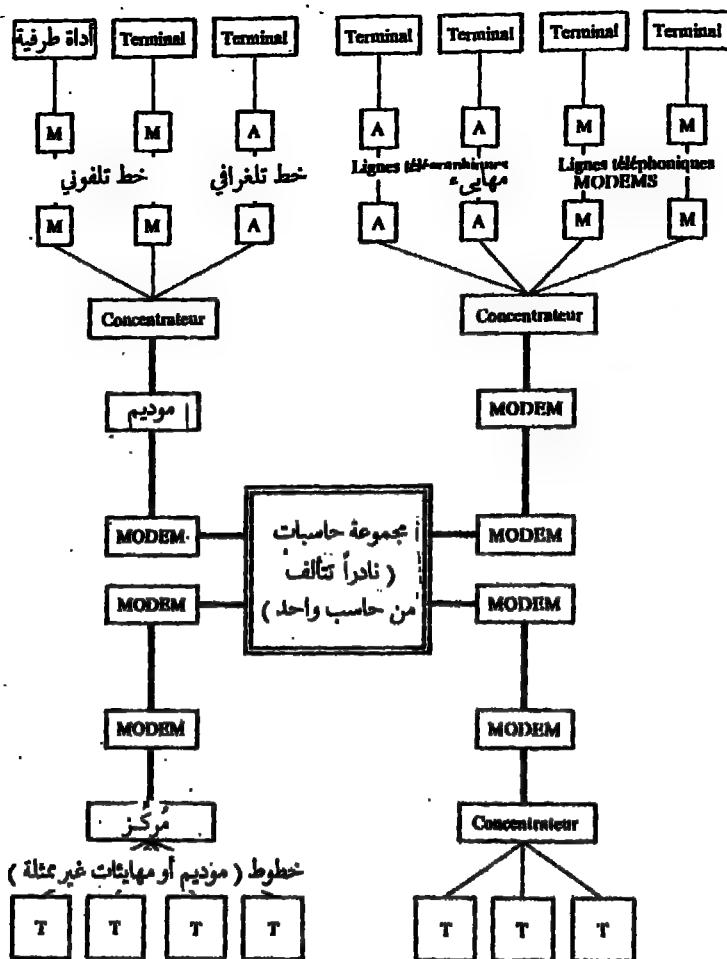 أداة طرفية Terminal Terminal Terminal Terminal Terminal Terminal
M M A A A M M
خط تلفوني خط تلغرافي Lignes télégraphiques Lignes téléphoniques
مهايىء MODEMS
M M A A A M M
Concentrateur Concentrateur
موديم MODEM
مجموعة حاسبات
MODEM MODEM
( نادراً تتألف
MODEM MODEM
من حاسب واحد )
MODEM MODEM
مُركِّز Concentrateur
خطوط ( موديم أو مهايئات غير ممثلة )
T T T T T T T